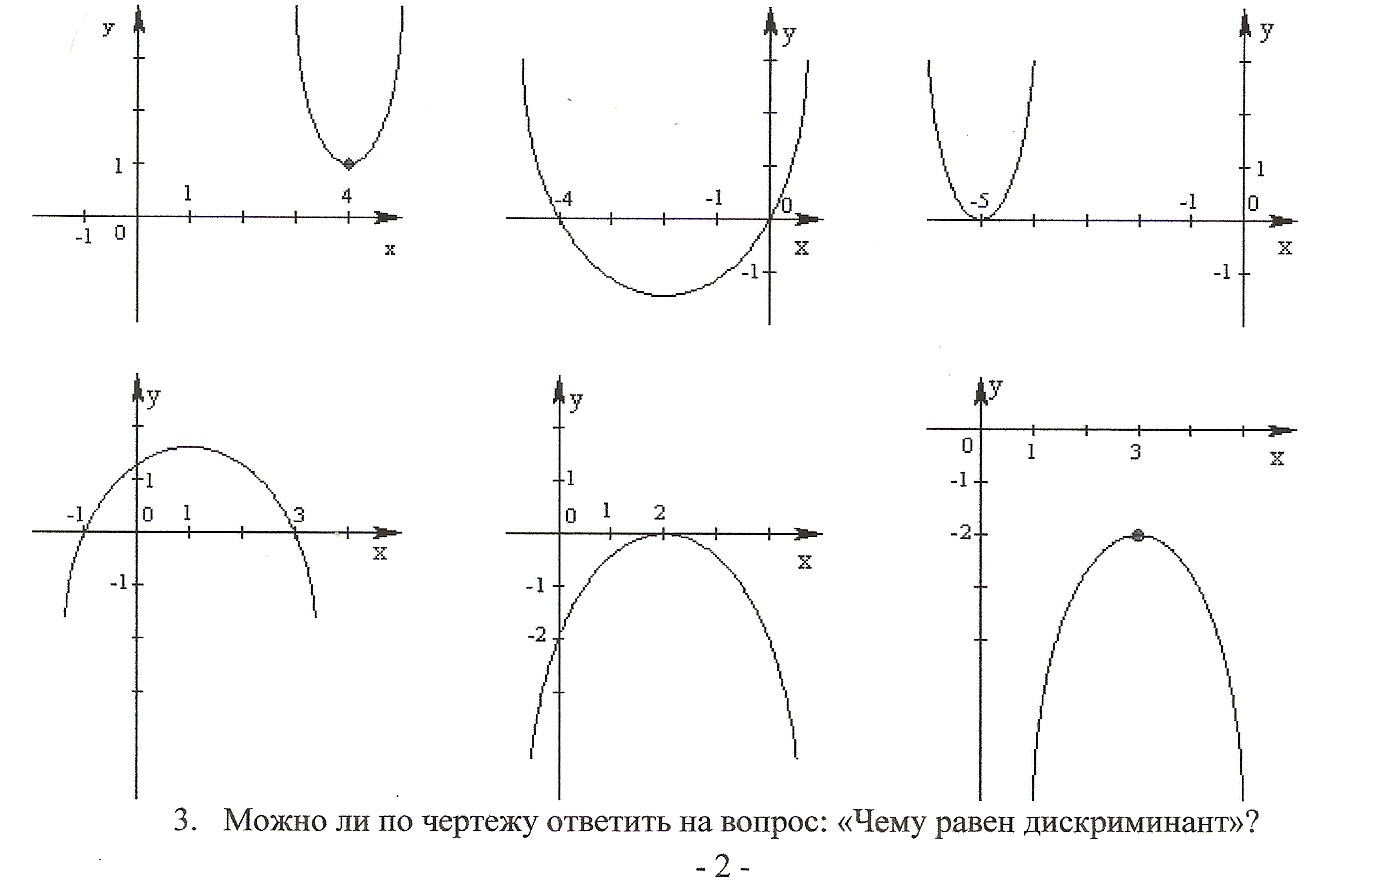 y
1
1
4
-1
0
x
y
-4
-1
0
x
-1
y
1
-5
-1
0
x
-1
y
1
-1
0
1
3
x
-1
y
1
0
1
2
x
-1
-2
y
0
1
3
x
-1
-2
3. Можно ли по чертежу ответить на вопрос: «Чему равен дискриминант»?
- 2 -